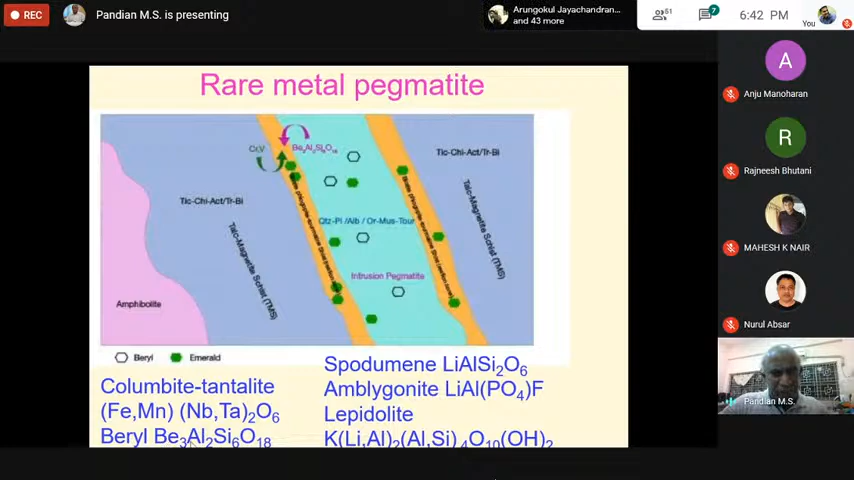 REC
Pandian M.S. is presenting
Arungokul Jayachandran...
and 43 more
51
7
6:42 PM
You
Rare metal pegmatite
Cr,V
Be3Al2Si6O18
Tlc-Chl-Act/Tr-Bi
Tlc-Chl-Act/Tr-Bi
Qtz-Pl /Alb / Or-Mus-Tour
Talc-Magnetite Schist (TMS)
Talc-Magnetite Schist (TMS)
Intrusion Pegmatite
Amphibolite
Beryl
Emerald
Columbite-tantalite
(Fe,Mn) (Nb,Ta)2O6
Beryl Be3Al2Si6O18
Spodumene LiAlSi2O6
Amblygonite LiAl(PO4)F
Lepidolite
K(Li,Al)2(Al,Si)4O10(OH)2
A
Anju Manoharan
R
Rajneesh Bhutani
MAHESH K NAIR
Nurul Absar
Pandian M.S.